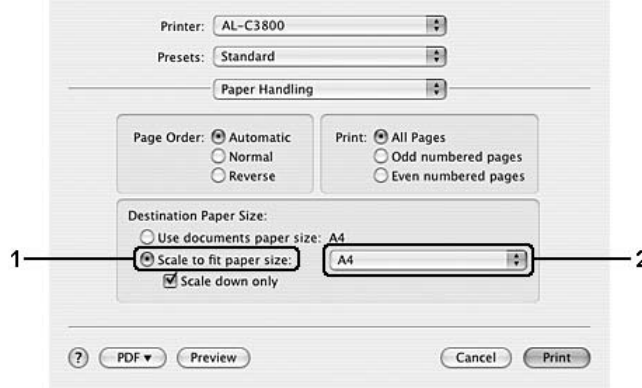 Printer: AL-C3800
Presets: Standard
Paper Handling
Page Order: Automatic Print: All Pages
Normal Odd numbered pages
Reverse Even numbered pages
Destination Paper Size:
Use documents paper size: A4
1 Scale to fit paper size: A4 2
Scale down only
? PDF Preview Cancel Print